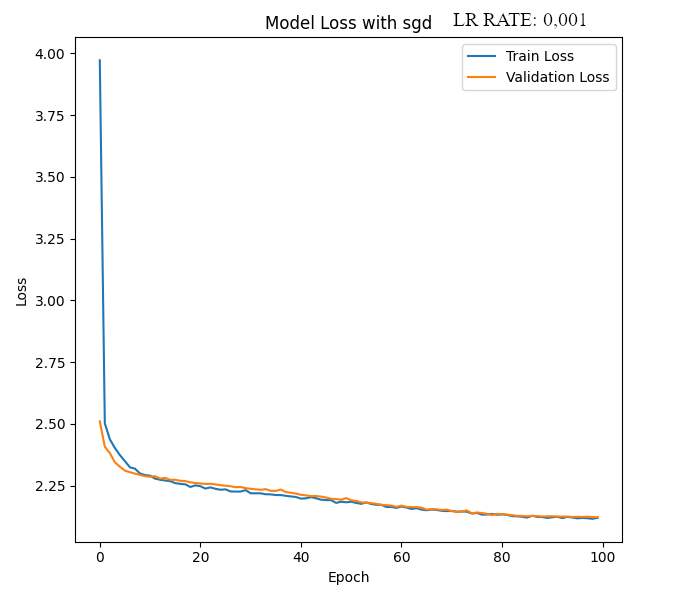 Model Loss with sgd LR RATE: 0,001
Train Loss
Validation Loss
4.00
3.75
3.50
3.25
3.00
2.75
2.50
2.25
Loss
0 20 40 60 80 100
Epoch